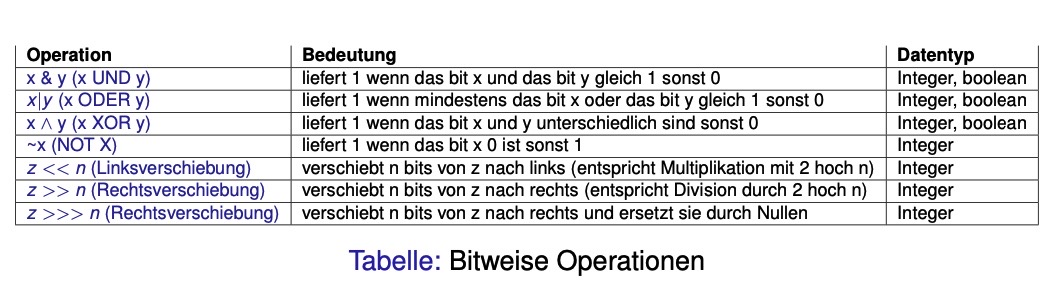 Operation Bedeutung Datentyp
x & y (x UND y) liefert 1 wenn das bit x und das bit y gleich 1 sonst 0 Integer, boolean
x|y (x ODER y) liefert 1 wenn mindestens das bit x oder das bit y gleich 1 sonst 0 Integer, boolean
x ∧ y (x XOR y) liefert 1 wenn das bit x und y unterschiedlich sind sonst 0 Integer, boolean
~x (NOT X) liefert 1 wenn das bit x 0 ist sonst 1 Integer
z << n (Linksverschiebung) verschiebt n bits von z nach links (entspricht Multiplikation mit 2 hoch n) Integer
z >> n (Rechtsverschiebung) verschiebt n bits von z nach rechts (entspricht Division durch 2 hoch n) Integer
z >>> n (Rechtsverschiebung) verschiebt n bits von z nach rechts und ersetzt sie durch Nullen Integer
Tabelle: Bitweise Operationen